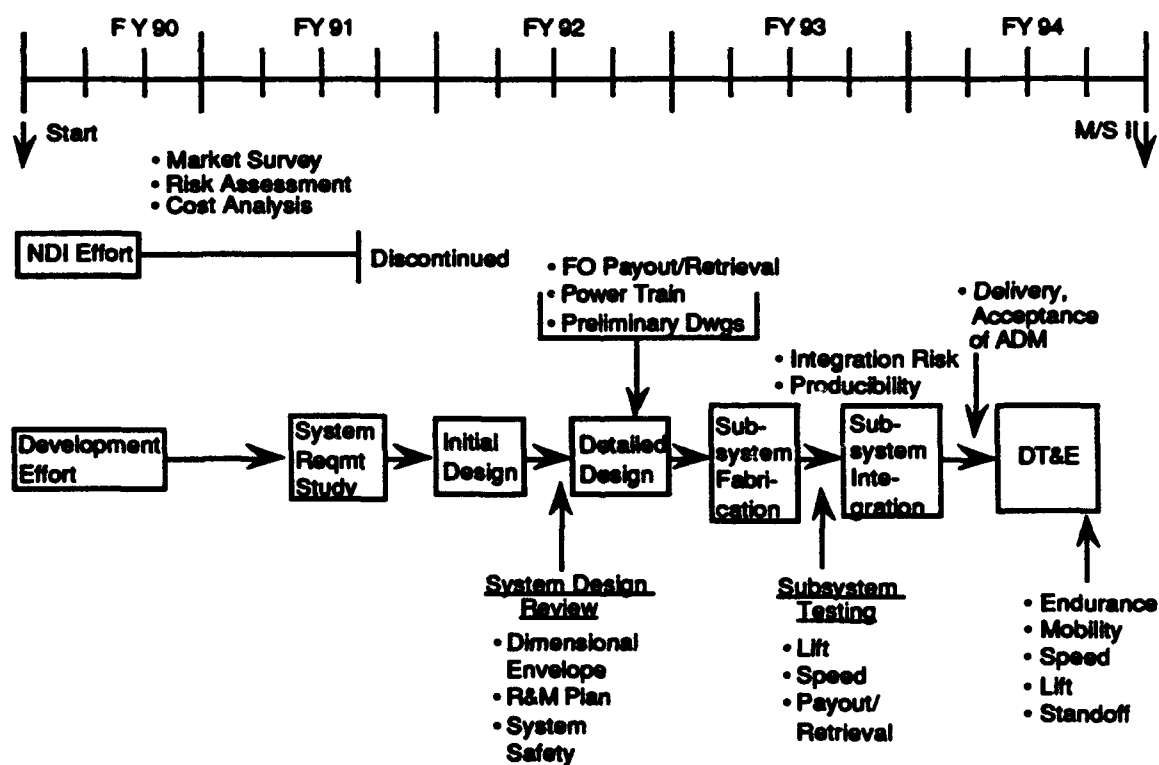 FY 90 FY 91 FY 92 FY 93 FY 94
Start
M/S II
• Market Survey
• Risk Assessment
• Cost Analysis
NDI Effort
Discontinued
• FO Payout/Retrieval
• Power Train
• Preliminary Dwgs
• Delivery,
Acceptance
of ADM
• Integration Risk
• Producibility
Development
Effort
System
Reqmt
Study
Initial
Design
Detailed
Design
Sub-
system
Fabri-
cation
Sub-
system
Inte-
gration
DT&E
System Design
Review
• Dimensional
Envelope
• R&M Plan
• System
Safety
Subsystem
Testing
• Lift
• Speed
• Payout/
Retrieval
• Endurance
• Mobility
• Speed
• Lift
• Standoff